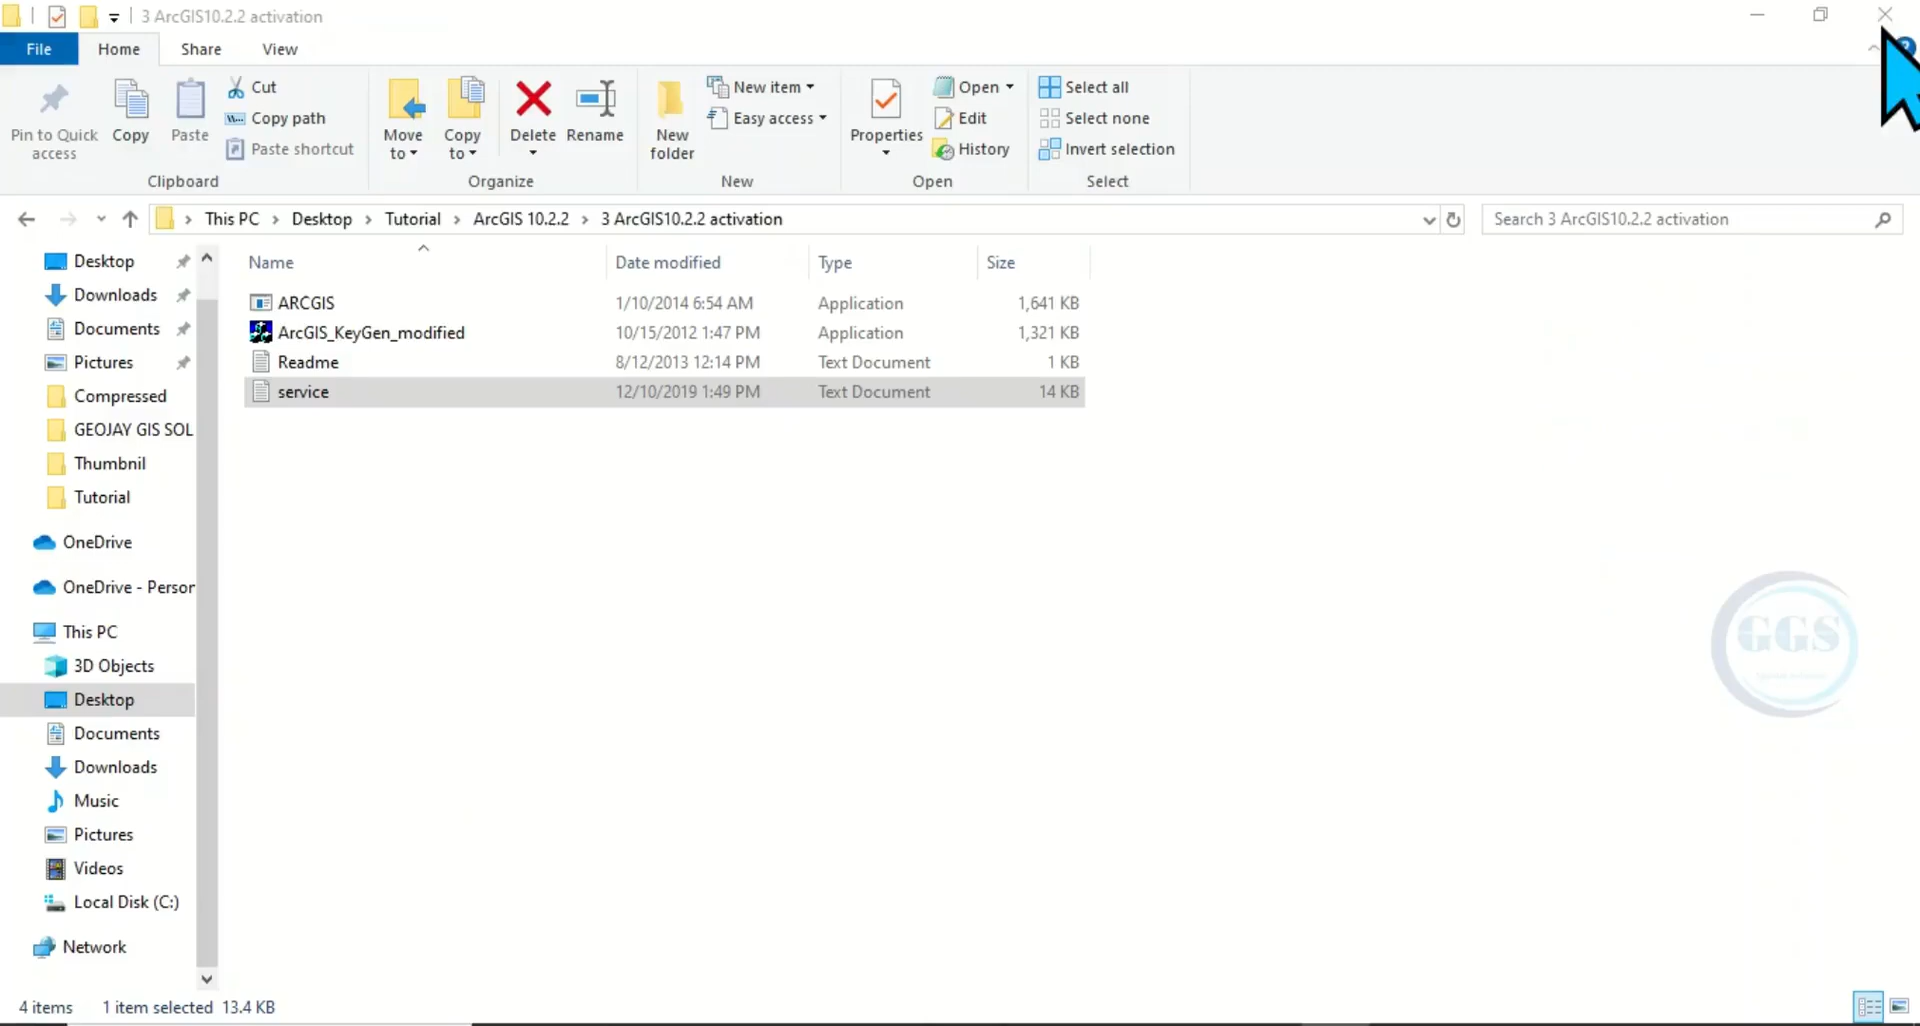 3 ArcGIS10.2.2 activation
File Home Share View
Pin to Quick access
Copy
Paste
Cut
Copy path
Paste shortcut
Clipboard
Move to
Copy to
Delete
Rename
Organize
New folder
New item
Easy access
New
Properties
Open
Edit
History
Open
Select all
Select none
Invert selection
Select
This PC > Desktop > Tutorial > ArcGIS 10.2.2 > 3 ArcGIS10.2.2 activation
Search 3 ArcGIS10.2.2 activation
Desktop
Downloads
Documents
Pictures
Compressed
GEOJAY GIS SOL
Thumbnil
Tutorial
OneDrive
OneDrive - Person
This PC
3D Objects
Desktop
Documents
Downloads
Music
Pictures
Videos
Local Disk (C:)
Network
Name Date modified Type Size
ARCGIS 1/10/2014 6:54 AM Application 1,641 KB
ArcGIS_KeyGen_modified 10/15/2012 1:47 PM Application 1,321 KB
Readme 8/12/2013 12:14 PM Text Document 1 KB
service 12/10/2019 1:49 PM Text Document 14 KB
GGS
4 items 1 item selected 13.4 KB